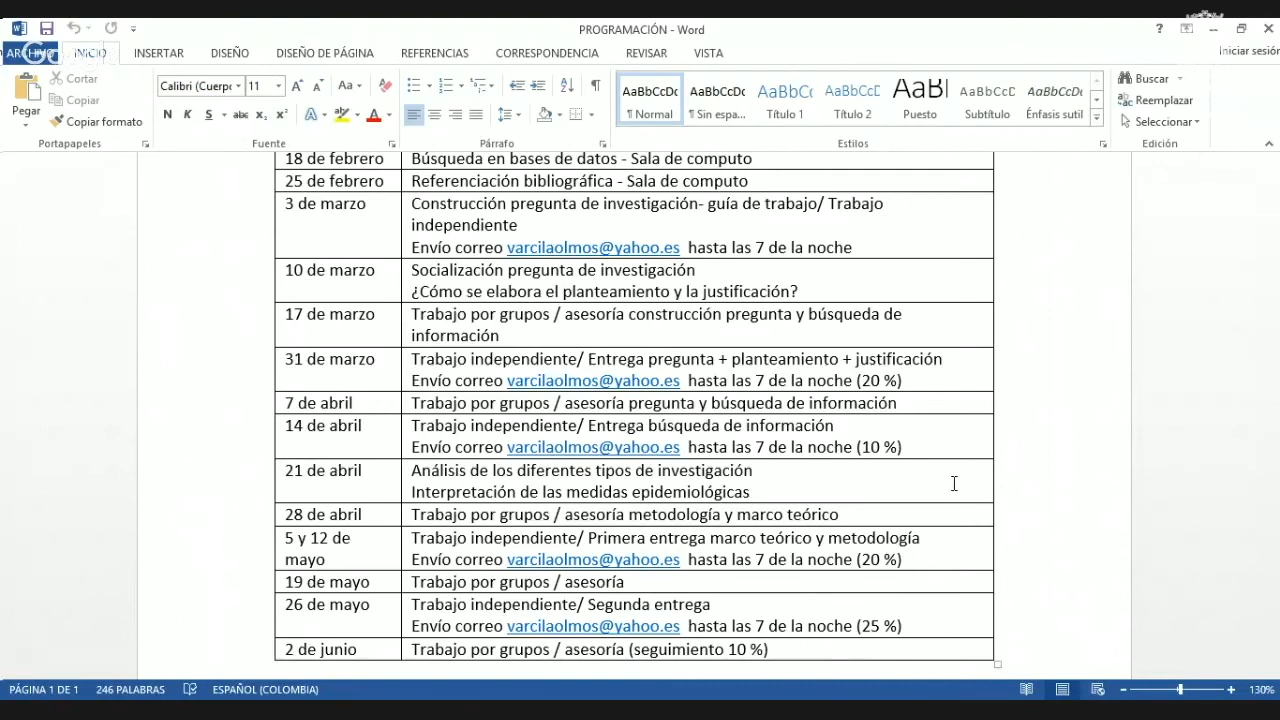 PROGRAMACIÓN - Word
?
Iniciar sesión
ARCHIVO INICIO INSERTAR DISEÑO DISEÑO DE PÁGINA REFERENCIAS CORRESPONDENCIA REVISAR VISTA
Pegar
Cortar
Copiar
Copiar formato
Portapapeles
Calibri (Cuerpo 11
N K S abc x₂ x²
Fuente
Párrafo
AaBbCcDc AaBbCcDc AaBbC AaBbCcD AaBl AaBbCcD AaBbCcDc
¶ Normal ¶ Sin espa... Título 1 Título 2 Puesto Subtítulo Énfasis sutil
Estilos
Buscar
Reemplazar
Seleccionar
Edición
18 de febrero Búsqueda en bases de datos - Sala de computo
25 de febrero Referenciación bibliográfica - Sala de computo
3 de marzo Construcción pregunta de investigación- guía de trabajo/ Trabajo
independiente
Envío correo varcilaolmos@yahoo.es hasta las 7 de la noche
10 de marzo Socialización pregunta de investigación
¿Cómo se elabora el planteamiento y la justificación?
17 de marzo Trabajo por grupos / asesoría construcción pregunta y búsqueda de
información
31 de marzo Trabajo independiente/ Entrega pregunta + planteamiento + justificación
Envío correo varcilaolmos@yahoo.es hasta las 7 de la noche (20 %)
7 de abril Trabajo por grupos / asesoría pregunta y búsqueda de información
14 de abril Trabajo independiente/ Entrega búsqueda de información
Envío correo varcilaolmos@yahoo.es hasta las 7 de la noche (10 %)
21 de abril Análisis de los diferentes tipos de investigación
Interpretación de las medidas epidemiológicas
28 de abril Trabajo por grupos / asesoría metodología y marco teórico
5 y 12 de Trabajo independiente/ Primera entrega marco teórico y metodología
mayo Envío correo varcilaolmos@yahoo.es hasta las 7 de la noche (20 %)
19 de mayo Trabajo por grupos / asesoría
26 de mayo Trabajo independiente/ Segunda entrega
Envío correo varcilaolmos@yahoo.es hasta las 7 de la noche (25 %)
2 de junio Trabajo por grupos / asesoría (seguimiento 10 %)
PÁGINA 1 DE 1 246 PALABRAS ESPAÑOL (COLOMBIA) 130%